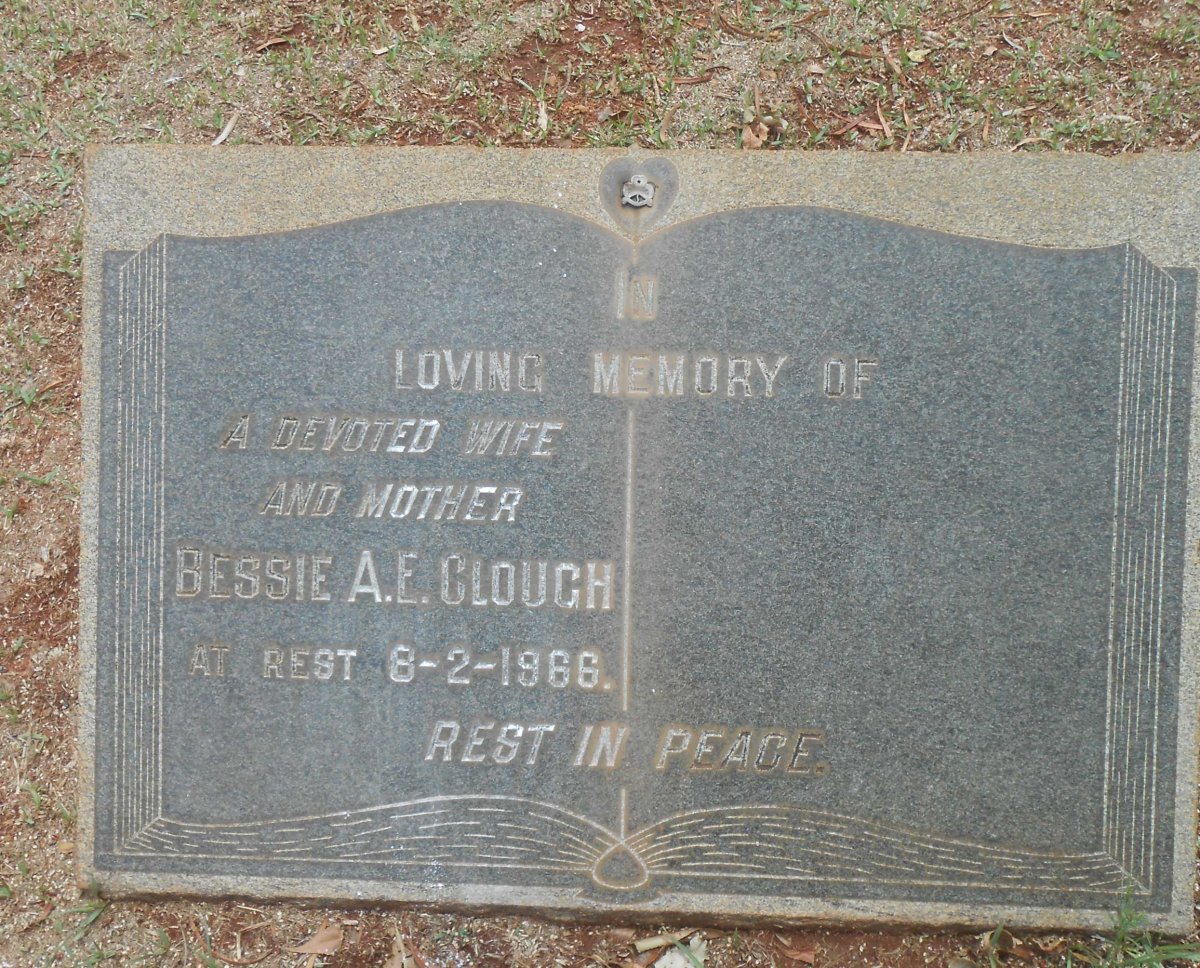 IN
LOVING MEMORY OF
A DEVOTED WIFE
AND MOTHER
BESSIE A.E. CLOUGH
AT REST 8-2-1966.
REST IN PEACE.